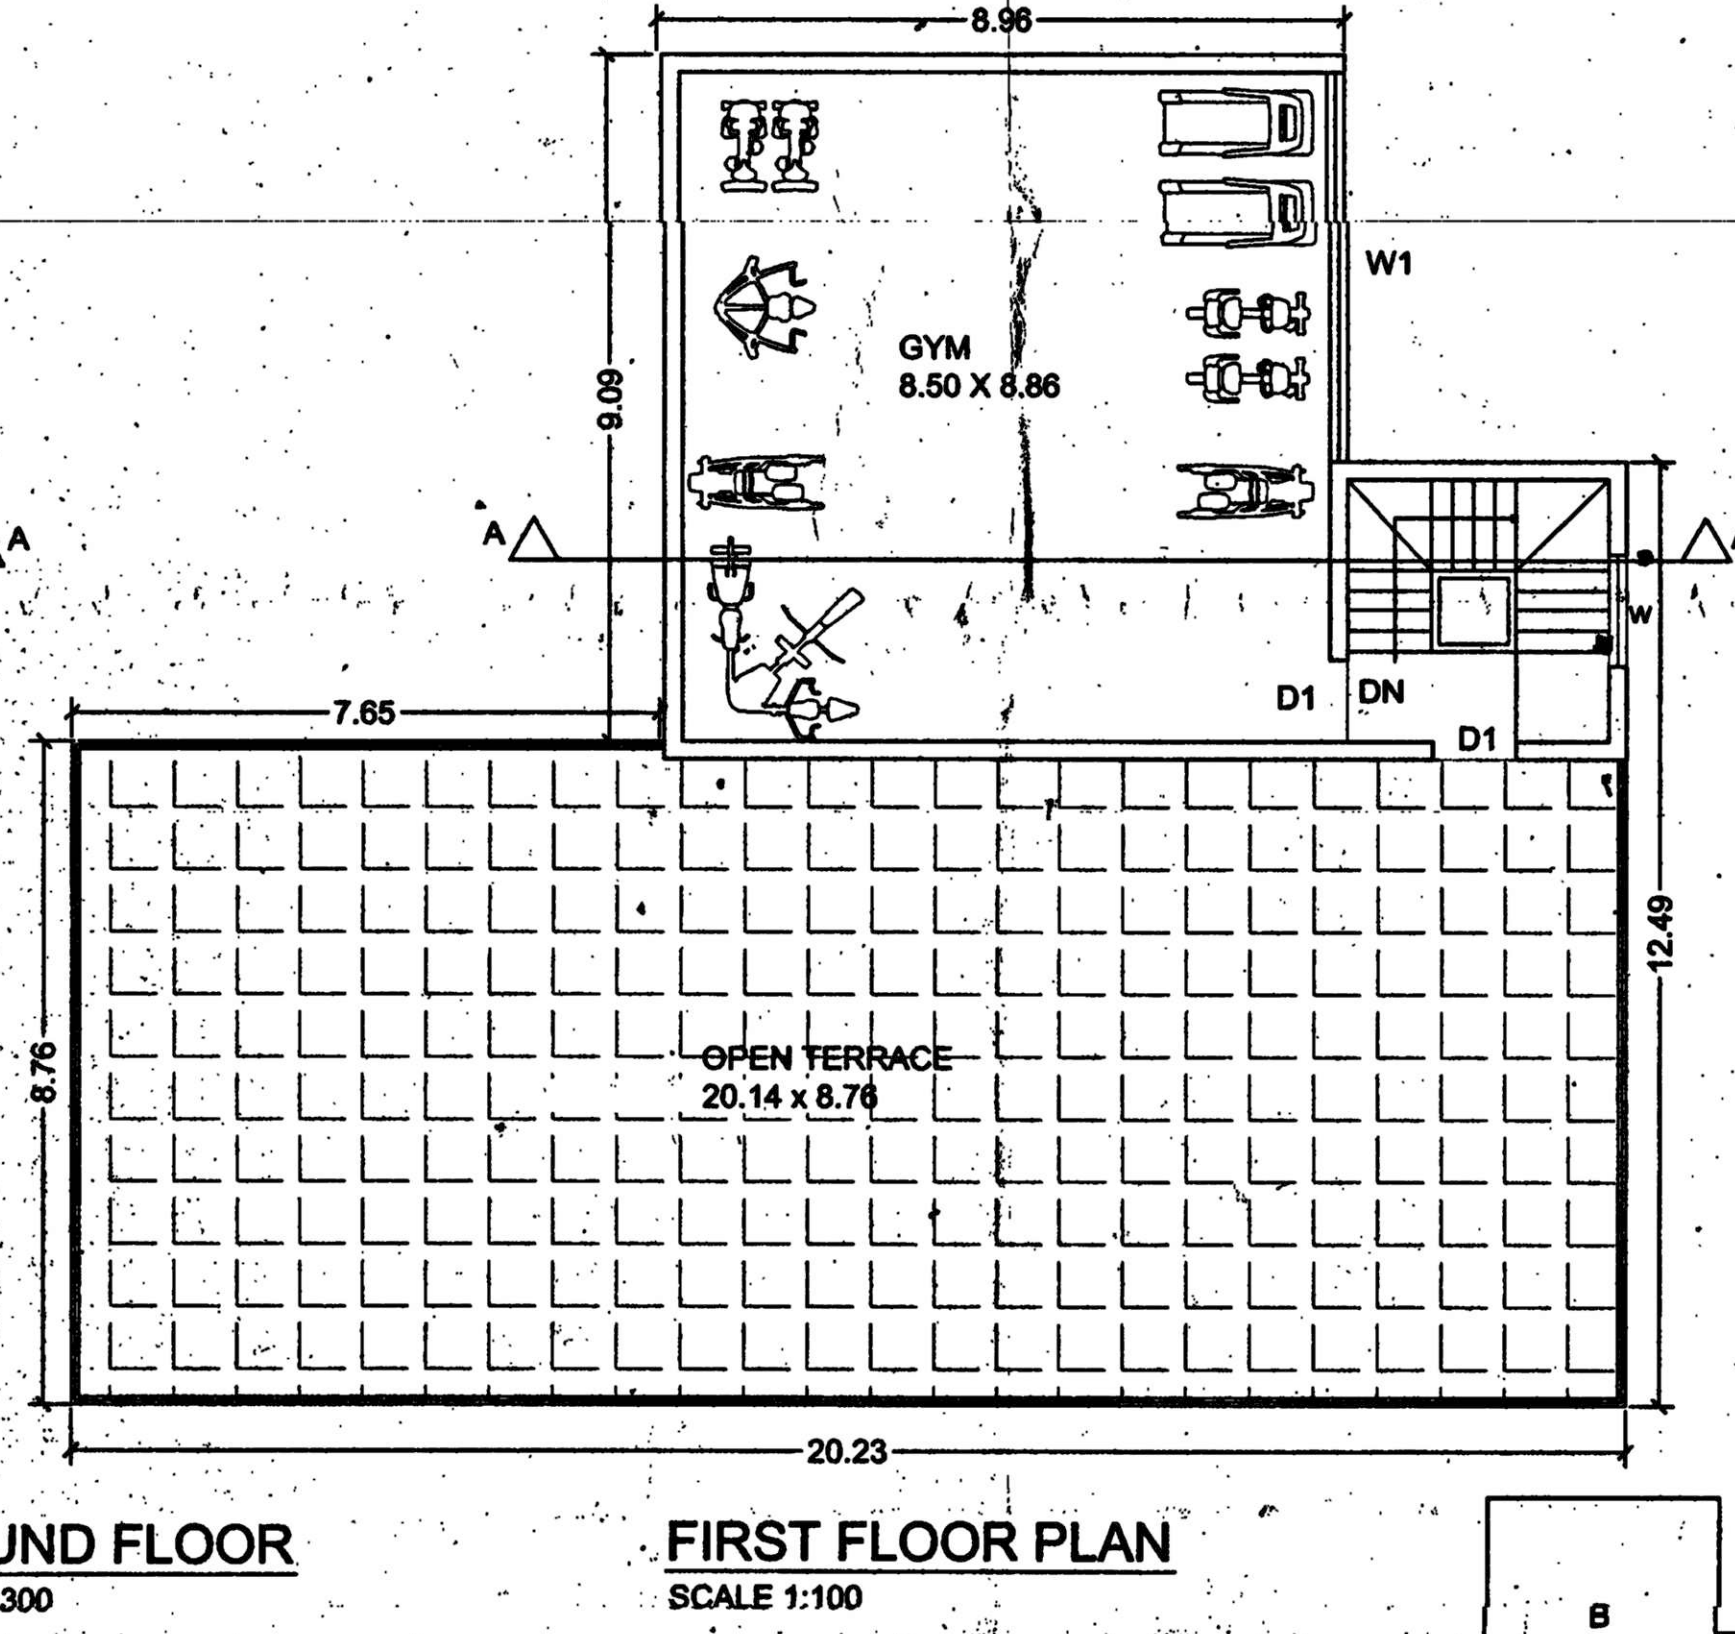 8.96
W1
9.09
GYM
8.50 X 8.86
A
A
W
D1
DN
D1
7.65
12.49
8.76
OPEN TERRACE
20.14 x 8.76
20.23
UND FLOOR
300
FIRST FLOOR PLAN
SCALE 1:100
B